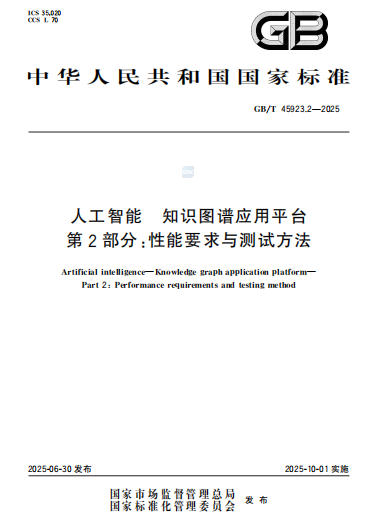 ICS 35.020
CCS L 70
GB
中华人民共和国国家标准
GB/T 45923.2—2025
人工智能 知识图谱应用平台
第2部分:性能要求与测试方法
Artificial intelligence—Knowledge graph application platform—
Part 2: Performance requirements and testing method
2025-06-30 发布
2025-10-01 实施
国家市场监督管理总局
国家标准化管理委员会
发布